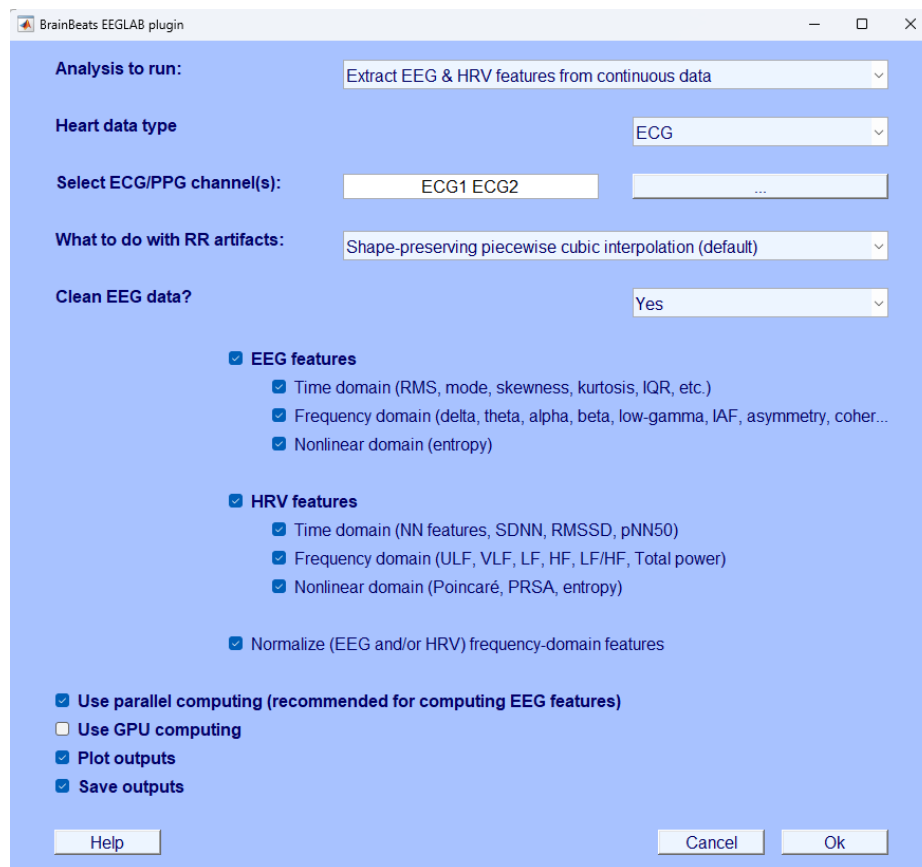 BrainBeats EEGLAB plugin
Analysis to run:
Extract EEG & HRV features from continuous data
Heart data type
ECG
Select ECG/PPG channel(s):
ECG1 ECG2
...
What to do with RR artifacts:
Shape-preserving piecewise cubic interpolation (default)
Clean EEG data?
Yes
EEG features
Time domain (RMS, mode, skewness, kurtosis, IQR, etc.)
Frequency domain (delta, theta, alpha, beta, low-gamma, IAF, asymmetry, coher...
Nonlinear domain (entropy)
HRV features
Time domain (NN features, SDNN, RMSSD, pNN50)
Frequency domain (ULF, VLF, LF, HF, LF/HF, Total power)
Nonlinear domain (Poincaré, PRSA, entropy)
Normalize (EEG and/or HRV) frequency-domain features
Use parallel computing (recommended for computing EEG features)
Use GPU computing
Plot outputs
Save outputs
Help
Cancel
Ok